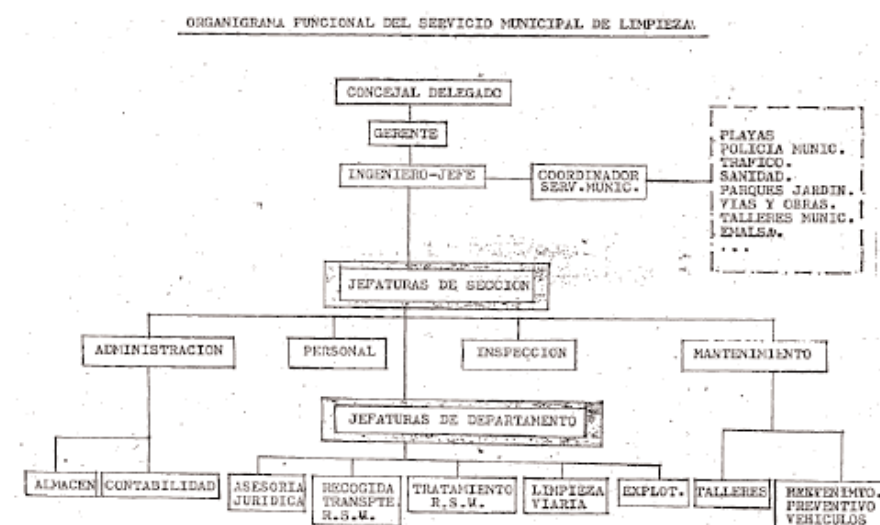 ORGANIGRAMA FUNCIONAL DEL SERVICIO MUNICIPAL DE LIMPIEZA
CONCEJAL DELEGADO
GERENTE
INGENIERO-JEFE
COORDINADOR
SERV.MUNIC.
PLAYAS
POLICIA MUNIC.
TRAFICO.
SANIDAD.
PARQUES JARDIN.
VIAS Y OBRAS.
TALLERES MUNIC.
EMALSA.
...
JEFATURAS DE SECCION
ADMINISTRACION
PERSONAL
INSPECCION
MANTENIMIENTO
JEFATURAS DE DEPARTAMENTO
ALMACEN
CONTABILIDAD
ASESORIA
JURIDICA
RECOGIDA
TRANSPTE.
R.S.U.
TRATAMIENTO
R.S.U.
LIMPIEZA
VIARIA
EXPLOT.
TALLERES
PREVENTIVO
VEHICULOS